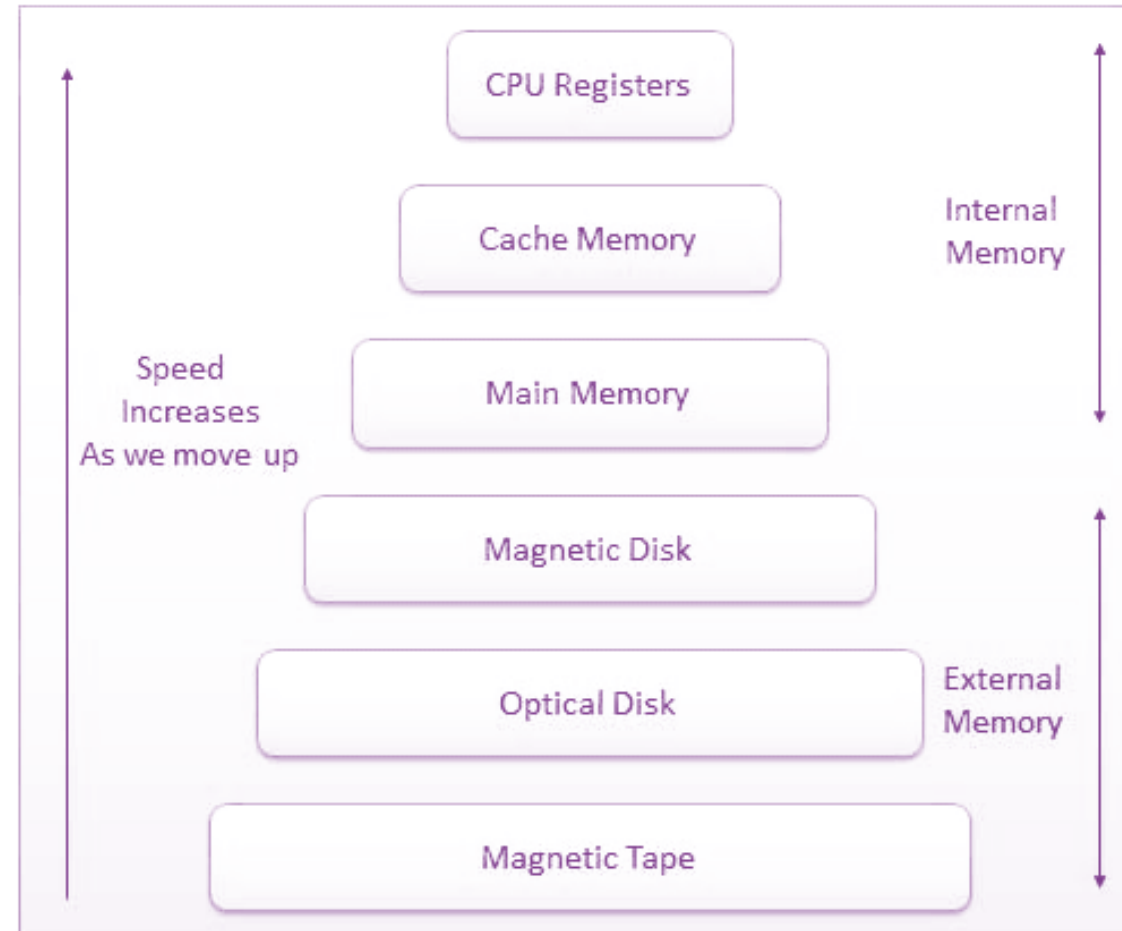 CPU Registers
Cache Memory
Internal
Memory
Main Memory
Speed
Increases
As we move up
Magnetic Disk
Optical Disk
External
Memory
Magnetic Tape